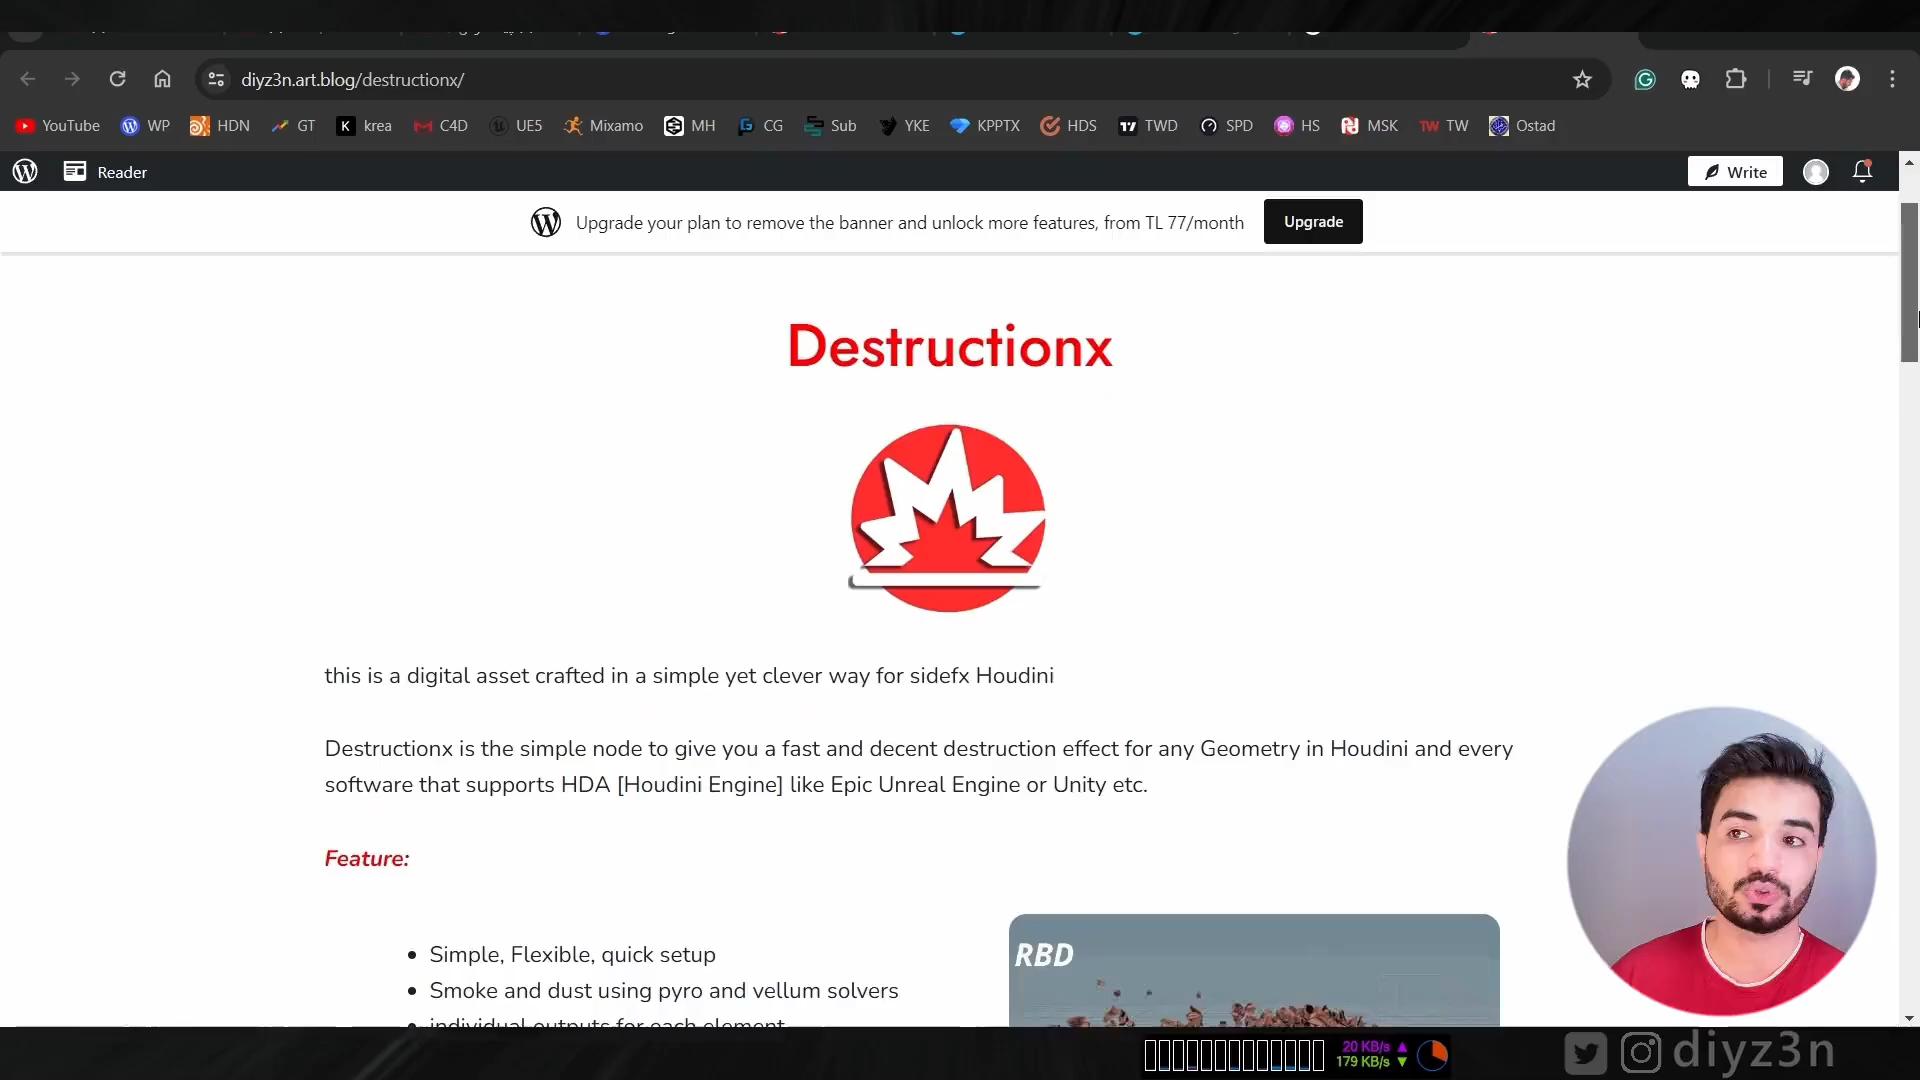 diyz3n.art.blog/destructionx/
YouTube WP HDN GT krea C4D UE5 Mixamo MH CG Sub YKE KPPTX HDS TWD SPD HS MSK TW Ostad
Reader Write
Upgrade your plan to remove the banner and unlock more features, from TL 77/month Upgrade
Destructionx
this is a digital asset crafted in a simple yet clever way for sidefx Houdini
Destructionx is the simple node to give you a fast and decent destruction effect for any Geometry in Houdini and every
software that supports HDA [Houdini Engine] like Epic Unreal Engine or Unity etc.
Feature:
• Simple, Flexible, quick setup
• Smoke and dust using pyro and vellum solvers
• individual outputs for each element
RBD
20 KB/s
179 KB/s
diyz3n